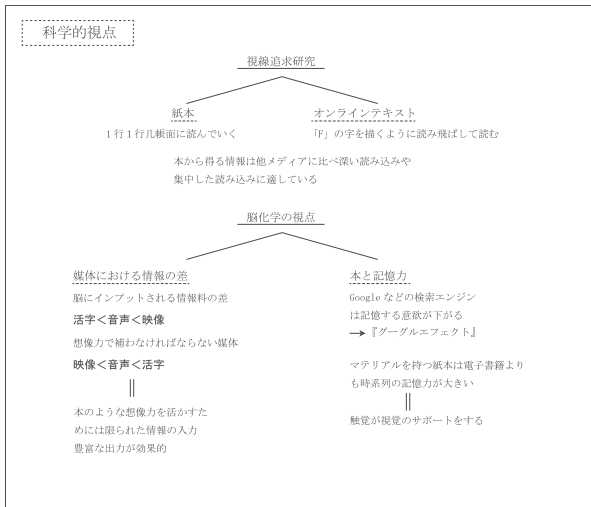 科学的視点
視線追求研究
紙本
オンラインテキスト
1行1行几帳面に読んでいく
「F」の字を描くように読み飛ばして読む
本から得る情報は他メディアに比べ深い読み込みや
集中した読み込みに適している
脳化学の視点
媒体における情報の差
脳にインプットされる情報料の差
活字＜音声＜映像
想像力で補わなければならない媒体
映像＜音声＜活字
本のような想像力を活かすた
めには限られた情報の入力
豊富な出力が効果的
本と記憶力
Google などの検索エンジン
は記憶する意欲が下がる
→『グーグルエフェクト』
マテリアルを持つ紙本は電子書籍より
も時系列の記憶力が大きい
触覚が視覚のサポートをする